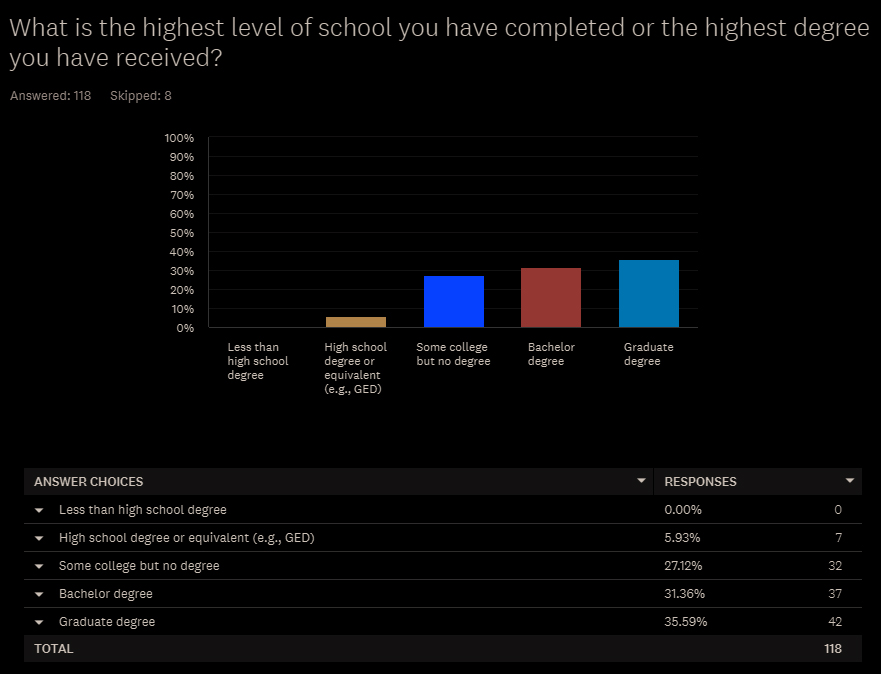 What is the highest level of school you have completed or the highest degree
you have received?
Answered: 118 Skipped: 8
100%
90%
80%
70%
60%
50%
40%
30%
20%
10%
0%
Less than
high school
degree
High school
degree or
equivalent
(e.g., GED)
Some college
but no degree
Bachelor
degree
Graduate
degree
ANSWER CHOICES RESPONSES
Less than high school degree 0.00% 0
High school degree or equivalent (e.g., GED) 5.93% 7
Some college but no degree 27.12% 32
Bachelor degree 31.36% 37
Graduate degree 35.59% 42
TOTAL 118